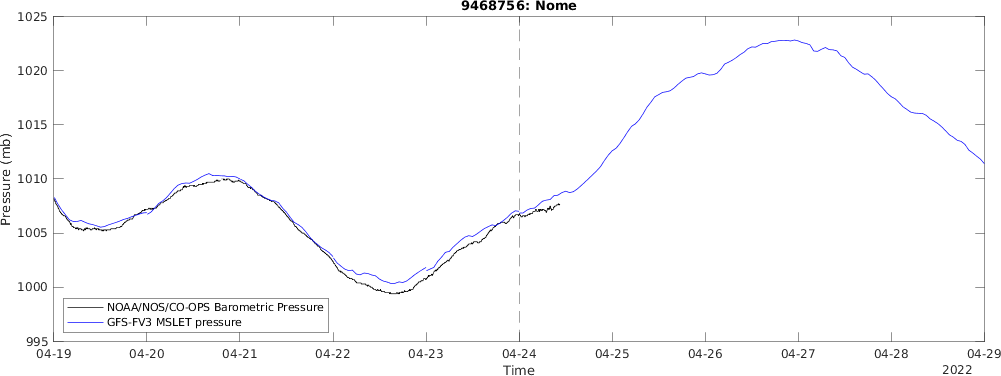 9468756: Nome
1025
1020
1015
1010
1005
1000
995
Pressure (mb)
NOAA/NOS/CO-OPS Barometric Pressure
GFS-FV3 MSLET pressure
04-19 04-20 04-21 04-22 04-23 04-24 04-25 04-26 04-27 04-28 04-29
Time
2022